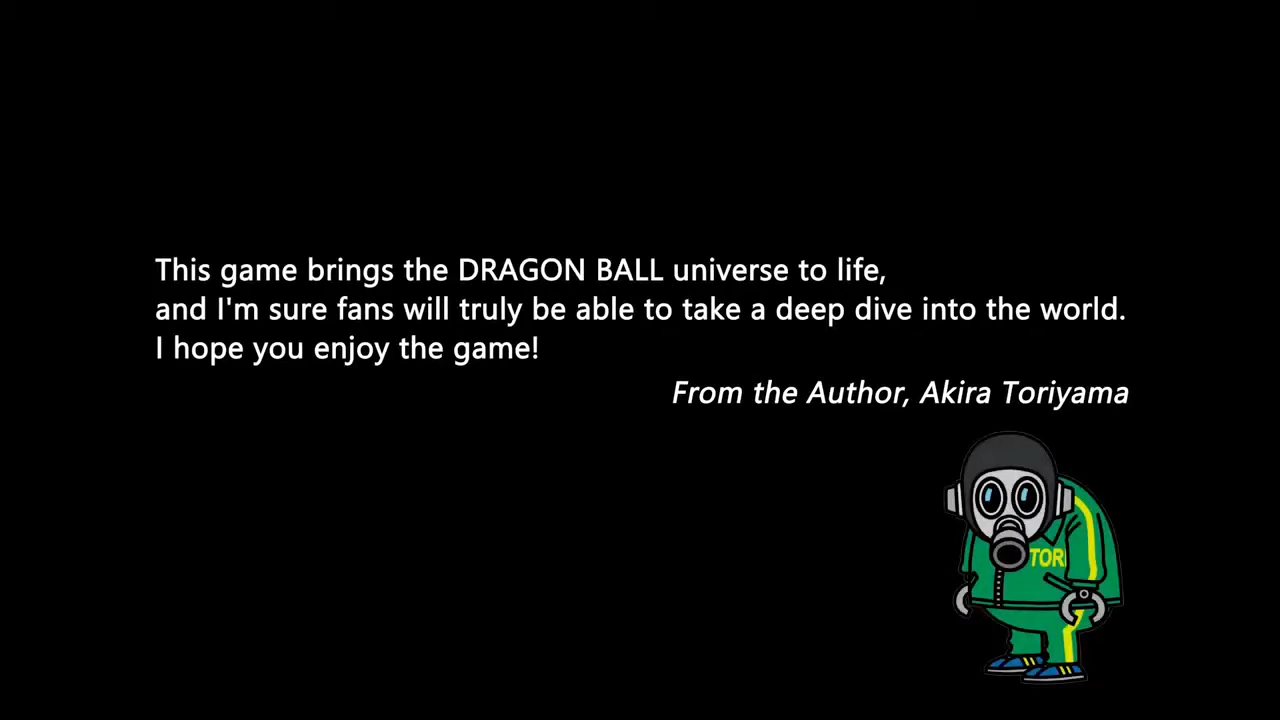 This game brings the DRAGON BALL universe to life,
and I'm sure fans will truly be able to take a deep dive into the world.
I hope you enjoy the game!
From the Author, Akira Toriyama
TORI